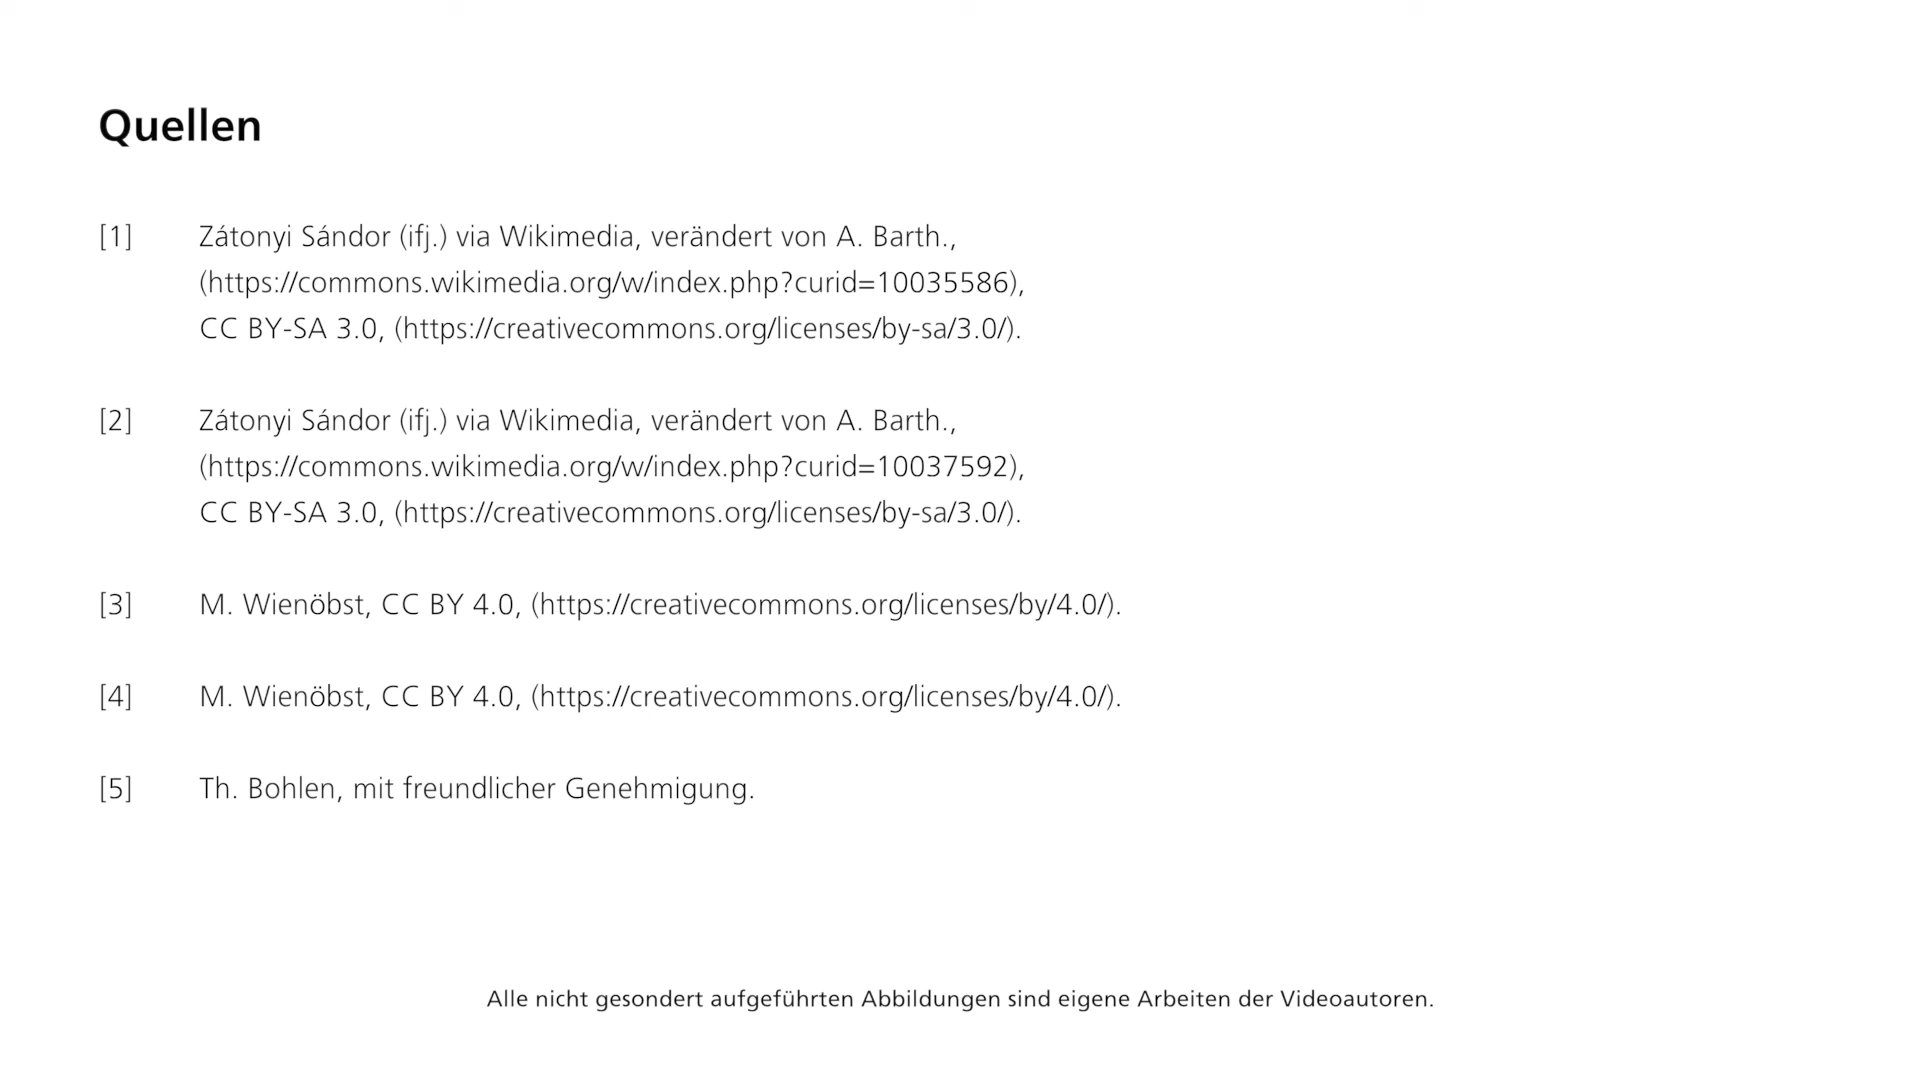 Quellen
[1] Zátonyi Sándor (ifj.) via Wikimedia, verändert von A. Barth.,
(https://commons.wikimedia.org/w/index.php?curid=10035586),
CC BY-SA 3.0, (https://creativecommons.org/licenses/by-sa/3.0/).
[2] Zátonyi Sándor (ifj.) via Wikimedia, verändert von A. Barth.,
(https://commons.wikimedia.org/w/index.php?curid=10037592),
CC BY-SA 3.0, (https://creativecommons.org/licenses/by-sa/3.0/).
[3] M. Wienöbst, CC BY 4.0, (https://creativecommons.org/licenses/by/4.0/).
[4] M. Wienöbst, CC BY 4.0, (https://creativecommons.org/licenses/by/4.0/).
[5] Th. Bohlen, mit freundlicher Genehmigung.
Alle nicht gesondert aufgeführten Abbildungen sind eigene Arbeiten der Videoautoren.